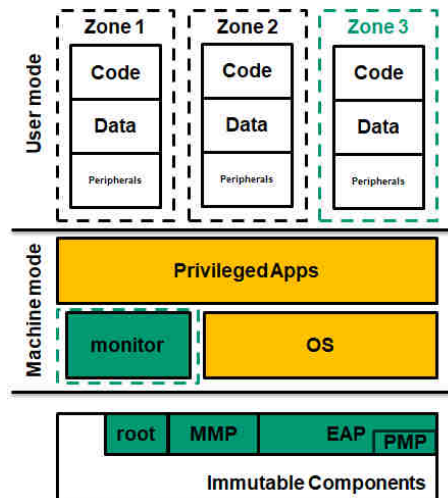 Zone 1 Zone 2 Zone 3
Code Code Code
Data Data Data
Peripherals Peripherals Peripherals
User mode
Privileged Apps
monitor OS
Machine mode
root MMP EAP PMP
Immutable Components